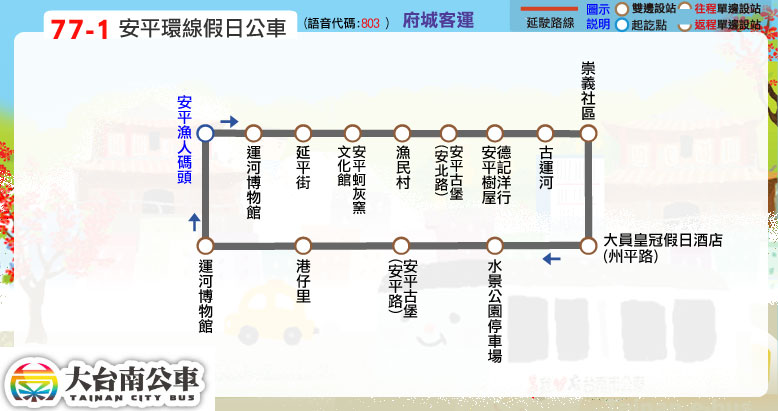 77-1 安平環線假日公車 (語音代碼:803 ) 府城客運
延駛路線
圖示說明
雙邊設站
往程單邊設站
起訖點
返程單邊設站
安平漁人碼頭
運河博物館
延平街
安平蚵灰窯文化館
漁民村
安平古堡(安北路)
德記洋行安平樹屋
古運河
崇義社區
大員皇冠假日酒店
(州平路)
水景公園停車場
安平古堡(安平路)
港仔里
運河博物館
大台南公車
TAINAN CITY BUS